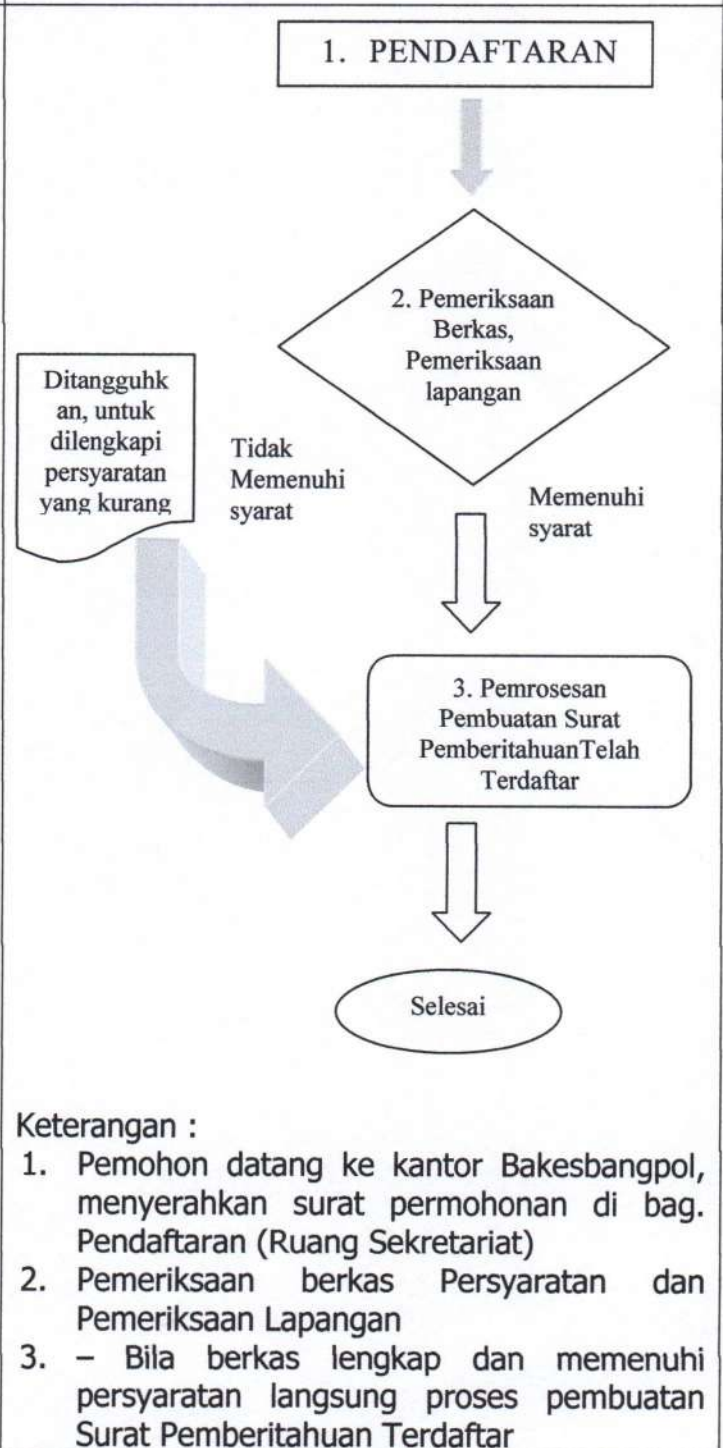 1. PENDAFTARAN
2. Pemeriksaan
Berkas,
Pemeriksaan
lapangan
Ditangguhk
an, untuk
dilengkapi
persyaratan
yang kurang
Tidak
Memenuhi
syarat
Memenuhi
syarat
3. Pemrosesan
Pembuatan Surat
PemberitahuanTelah
Terdaftar
Selesai
Keterangan :
1. Pemohon datang ke kantor Bakesbangpol,
menyerahkan surat permohonan di bag.
Pendaftaran (Ruang Sekretariat)
2. Pemeriksaan berkas Persyaratan dan
Pemeriksaan Lapangan
3. – Bila berkas lengkap dan memenuhi
persyaratan langsung proses pembuatan
Surat Pemberitahuan Terdaftar